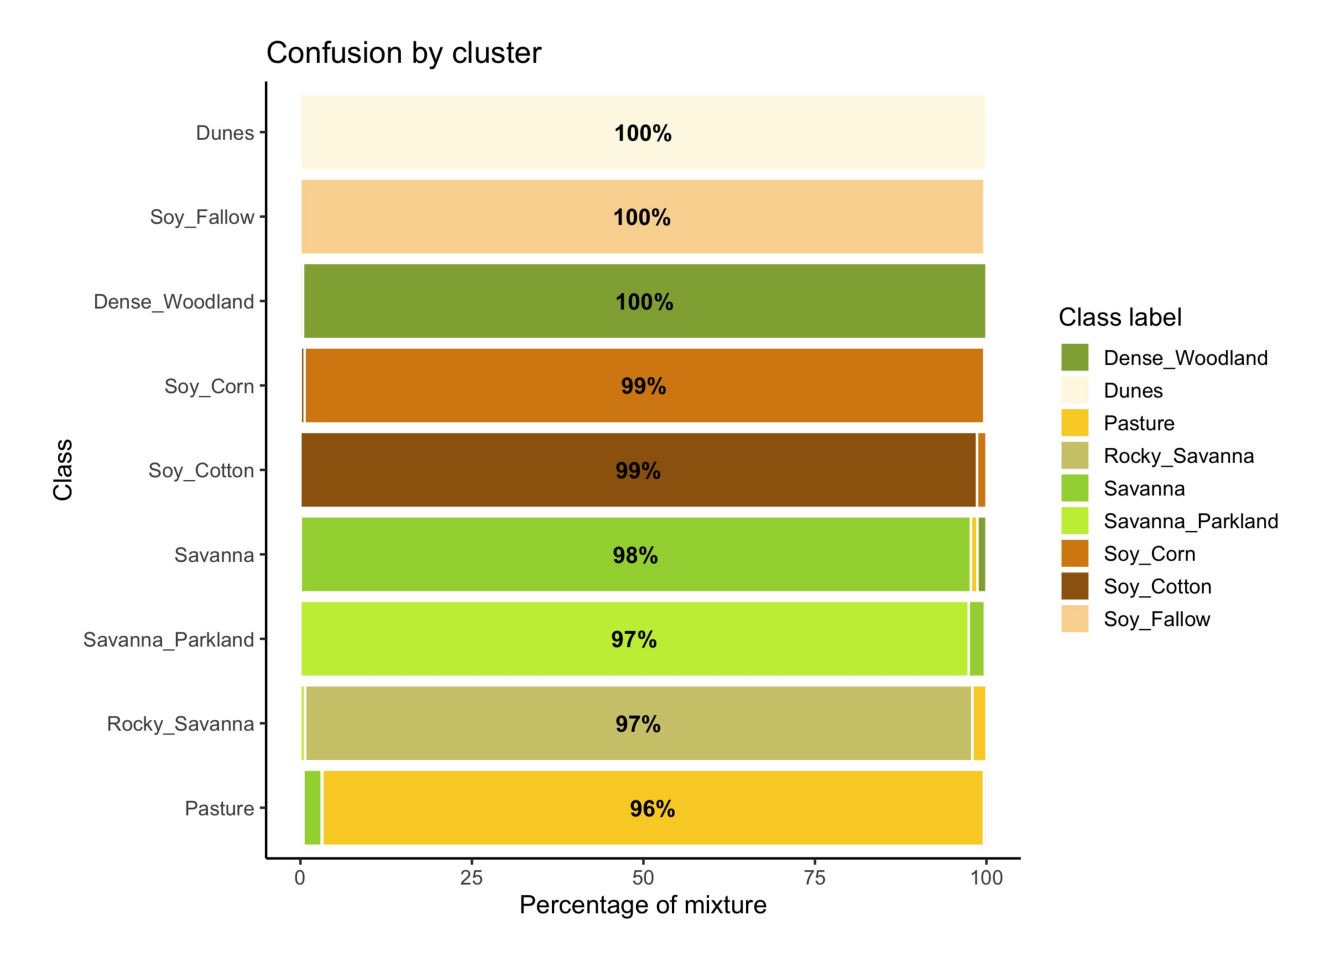 Confusion by cluster
Dunes
100%
Soy_Fallow
100%
Dense_Woodland
100%
Soy_Corn
99%
Soy_Cotton
99%
Savanna
98%
Savanna_Parkland
97%
Rocky_Savanna
97%
Pasture
96%
Class
0 25 50 75 100
Percentage of mixture
Class label
Dense_Woodland
Dunes
Pasture
Rocky_Savanna
Savanna
Savanna_Parkland
Soy_Corn
Soy_Cotton
Soy_Fallow